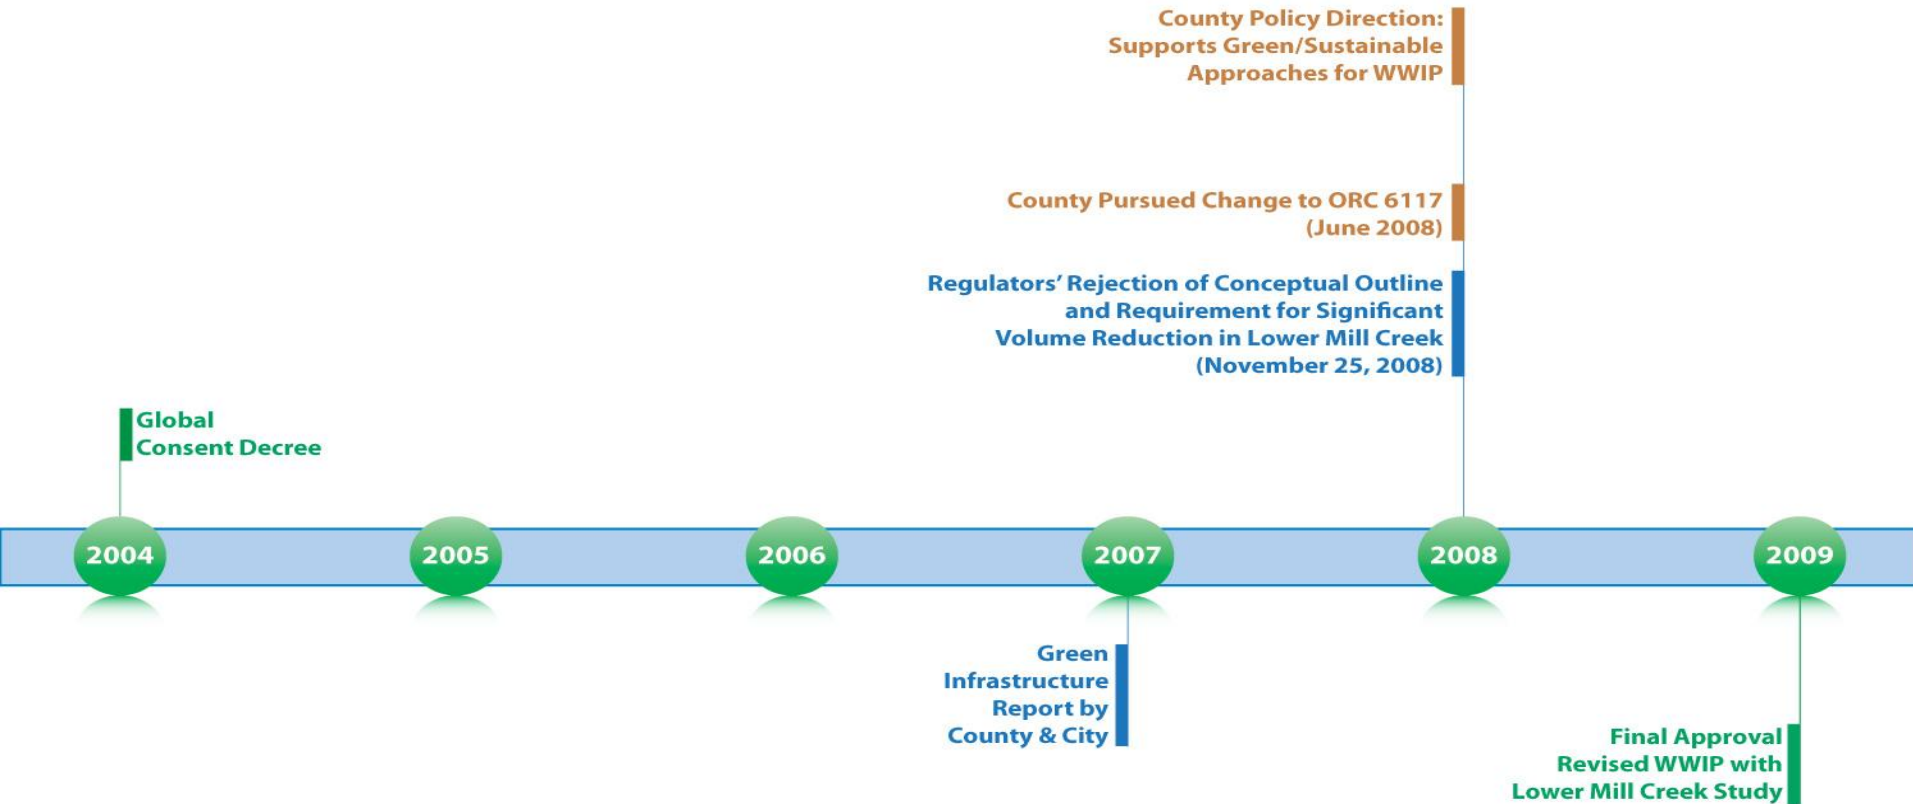 County Policy Direction:
Supports Green/Sustainable
Approaches for WWIP
County Pursued Change to ORC 6117
(June 2008)
Regulators’ Rejection of Conceptual Outline
and Requirement for Significant
Volume Reduction in Lower Mill Creek
(November 25, 2008)
Global
Consent Decree
2004
2005
2006
2007
2008
2009
Green
Infrastructure
Report by
County & City
Final Approval
Revised WWIP with
Lower Mill Creek Study